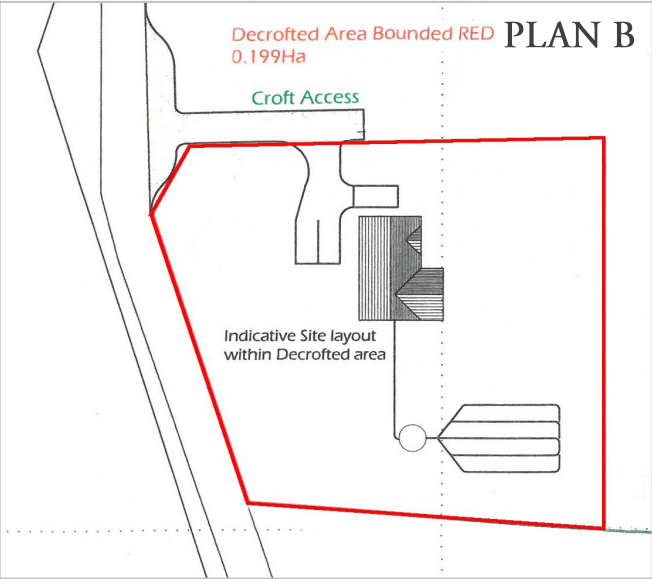 Decrofted Area Bounded RED
0.199Ha
PLAN B
Croft Access
Indicative Site layout
within Decrofted area